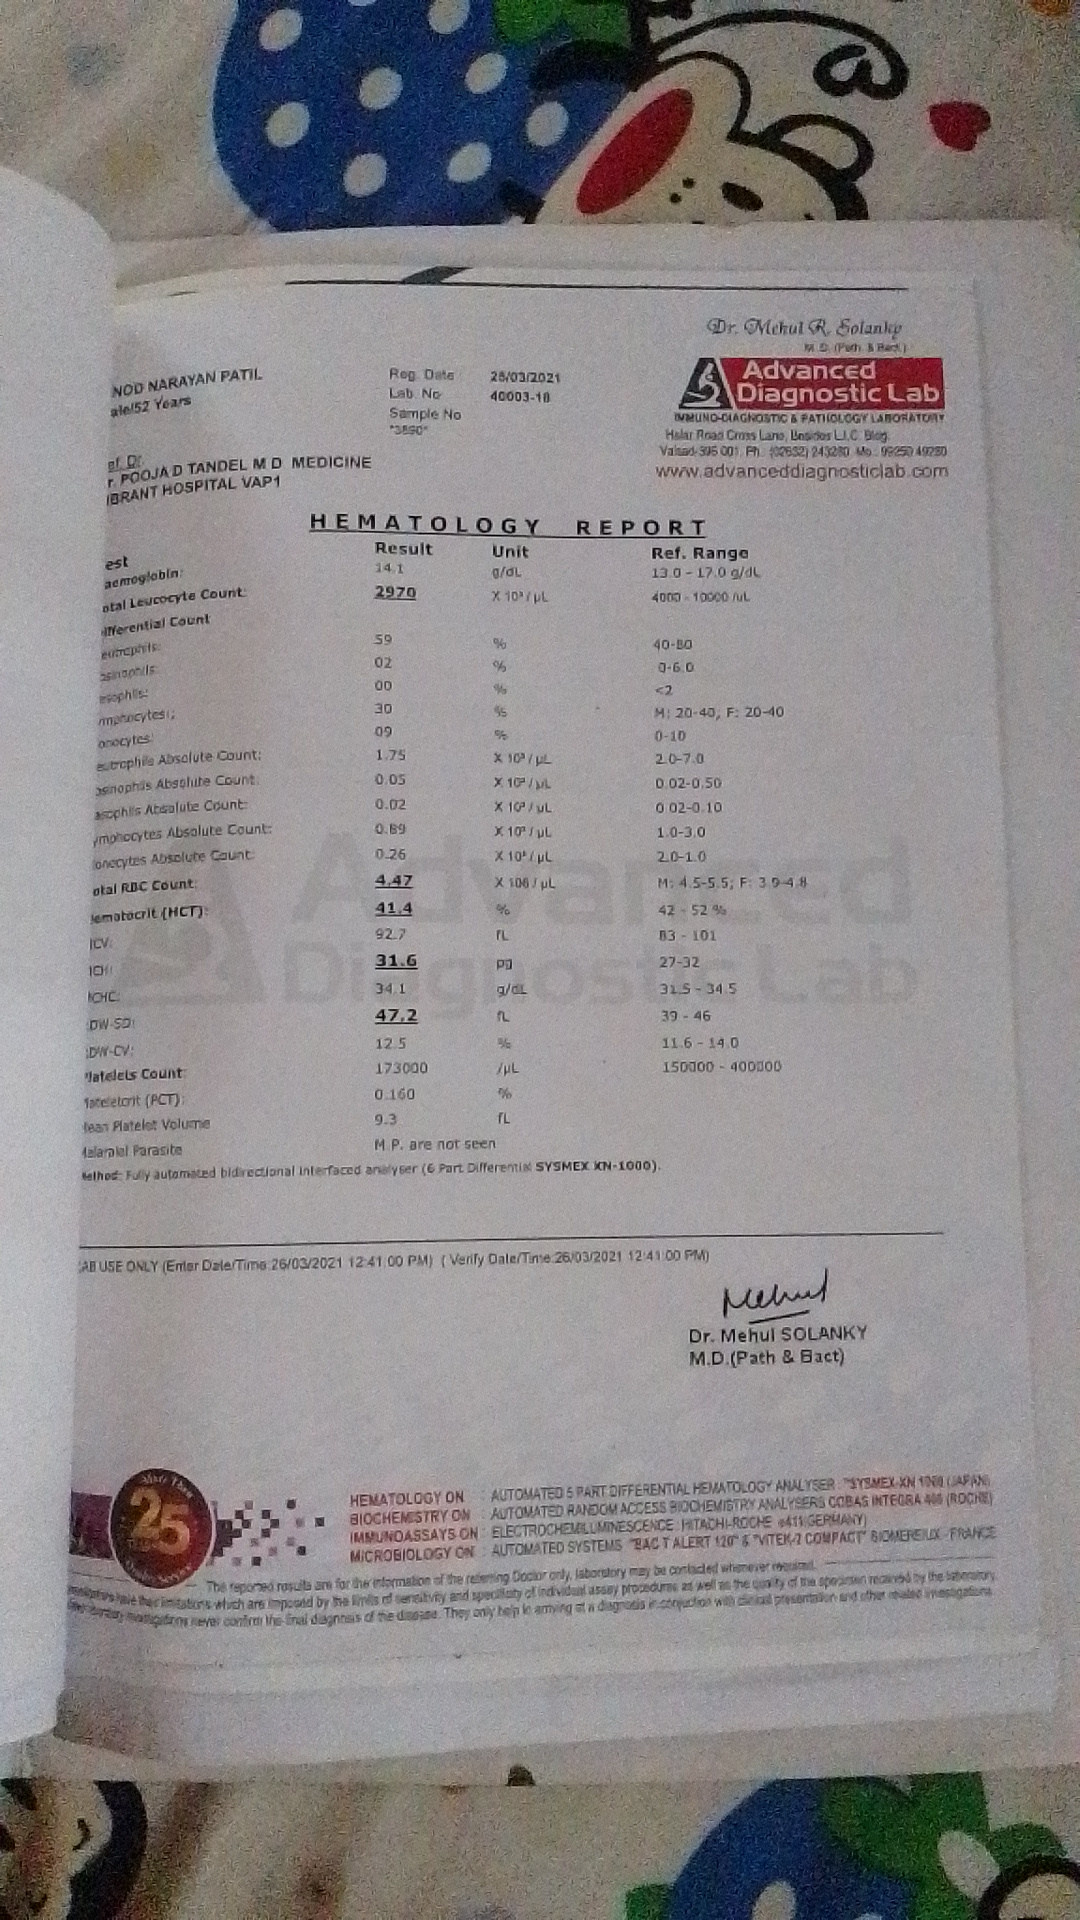 Dr. Mehul R. Solanky
M.D. (Path. & Bact.)
Advanced
Diagnostic Lab
IMMUNO-DIAGNOSTIC & PATHOLOGY LABORATORY
Halar Road Cross Lane, Besides L.I.C. Bldg.
Valsad-396 001. Ph.: (02632) 243280 Mo.: 99250 49280
www.advanceddiagnosticlab.com
NOD NARAYAN PATIL
ale/52 Years
Reg. Date 26/03/2021
Lab. No 40003-18
Sample No
"3890"
ef. Dr.
r. POOJA D TANDEL M D MEDICINE
IBRANT HOSPITAL VAP1
HEMATOLOGY REPORT
est Result Unit Ref. Range
aemoglobin: 14.1 g/dL 13.0 - 17.0 g/dL
otal Leucocyte Count: 2970 X 10³ / µL 4000 - 10000 /uL
ifferential Count
eutrophils: 59 % 40-80
osinophils: 02 % 0-6.0
asophils: 00 % <2
mphocytes:; 30 % M: 20-40, F: 20-40
onocytes: 09 % 0-10
eutrophils Absolute Count: 1.75 X 10³ / µL 2.0-7.0
osinophils Absolute Count: 0.05 X 10³ / µL 0.02-0.50
asophils Absolute Count: 0.02 X 10³ / µL 0.02-0.10
ymphocytes Absolute Count: 0.89 X 10³ / µL 1.0-3.0
onocytes Absolute Count: 0.26 X 10³ / µL 2.0-1.0
otal RBC Count: 4.47 X 106 / µL M: 4.5-5.5; F: 3.9-4.8
ematocrit (HCT): 41.4 % 42 - 52 %
CV: 92.7 fL 83 - 101
CH: 31.6 pg 27-32
CHC: 34.1 g/dL 31.5 - 34.5
DW-SD: 47.2 fL 39 - 46
DW-CV: 12.5 % 11.6 - 14.0
latelets Count: 173000 /µL 150000 - 400000
lateletcrit (PCT): 0.160 %
ean Platelet Volume 9.3 fL
alarial Parasite M.P. are not seen
ethod: Fully automated bidirectional interfaced analyser (6 Part Differential SYSMEX XN-1000).
Advanced
Diagnostic Lab
AB USE ONLY (Enter Date/Time:26/03/2021 12:41:00 PM) ( Verify Date/Time:26/03/2021 12:41:00 PM)
Mehul
Dr. Mehul SOLANKY
M.D.(Path & Bact)
More Than
25
HEMATOLOGY ON : AUTOMATED 5 PART DIFFERENTIAL HEMATOLOGY ANALYSER : "SYSMEX-XN 1000 (JAPAN)
BIOCHEMISTRY ON : AUTOMATED RANDOM ACCESS BIOCHEMISTRY ANALYSERS COBAS INTEGRA 400 (ROCHE)
IMMUNOASSAYS ON : ELECTROCHEMILUMINESCENCE : HITACHI-ROCHE e411(GERMANY)
MICROBIOLOGY ON : AUTOMATED SYSTEMS "BAC T ALERT 120" & "VITEK-2 COMPACT" BIOMEREIUX - FRANCE
The reported results are for the information of the referring Doctor only, laboratory may be contacted whenever required.
have their limitations which are imposed by the limits of sensitivity and specificity of individual assay procedures as well as the quality of the specimen received by the laboratory.
investigations never confirm the final diagnosis of the disease. They only help in arriving at a diagnosis in conjuction with clinical presentation and other related investigations.